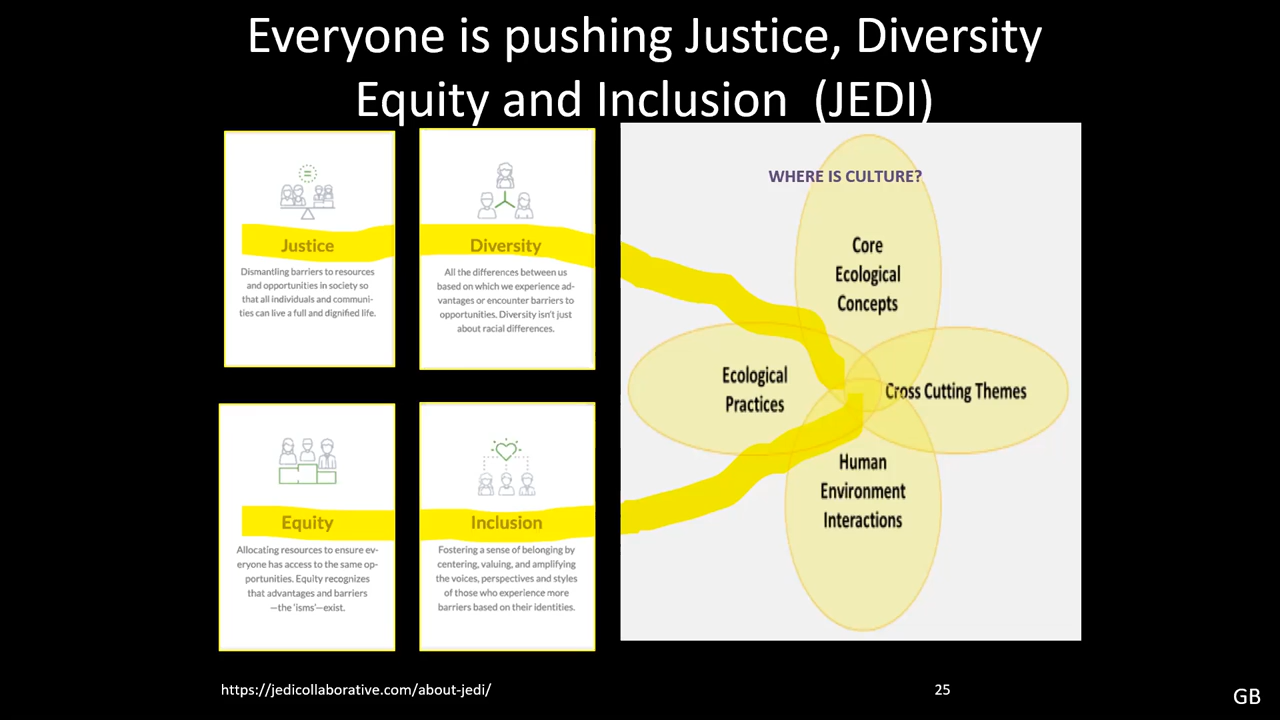 Everyone is pushing Justice, Diversity
Equity and Inclusion (JEDI)
=
Justice
Dismantling barriers to resources
and opportunities in society so
that all individuals and communi-
ties can live a full and dignified life.
Diversity
All the differences between us
based on which we experience ad-
vantages or encounter barriers to
opportunities. Diversity isn't just
about racial differences.
Equity
Allocating resources to ensure ev-
eryone has access to the same op-
portunities. Equity recognizes
that advantages and barriers
—the 'isms'—exist.
Inclusion
Fostering a sense of belonging by
centering, valuing, and amplifying
the voices, perspectives and styles
of those who experience more
barriers based on their identities.
WHERE IS CULTURE?
Core
Ecological
Concepts
Ecological
Practices
Cross Cutting Themes
Human
Environment
Interactions
https://jedicollaborative.com/about-jedi/
25
GB